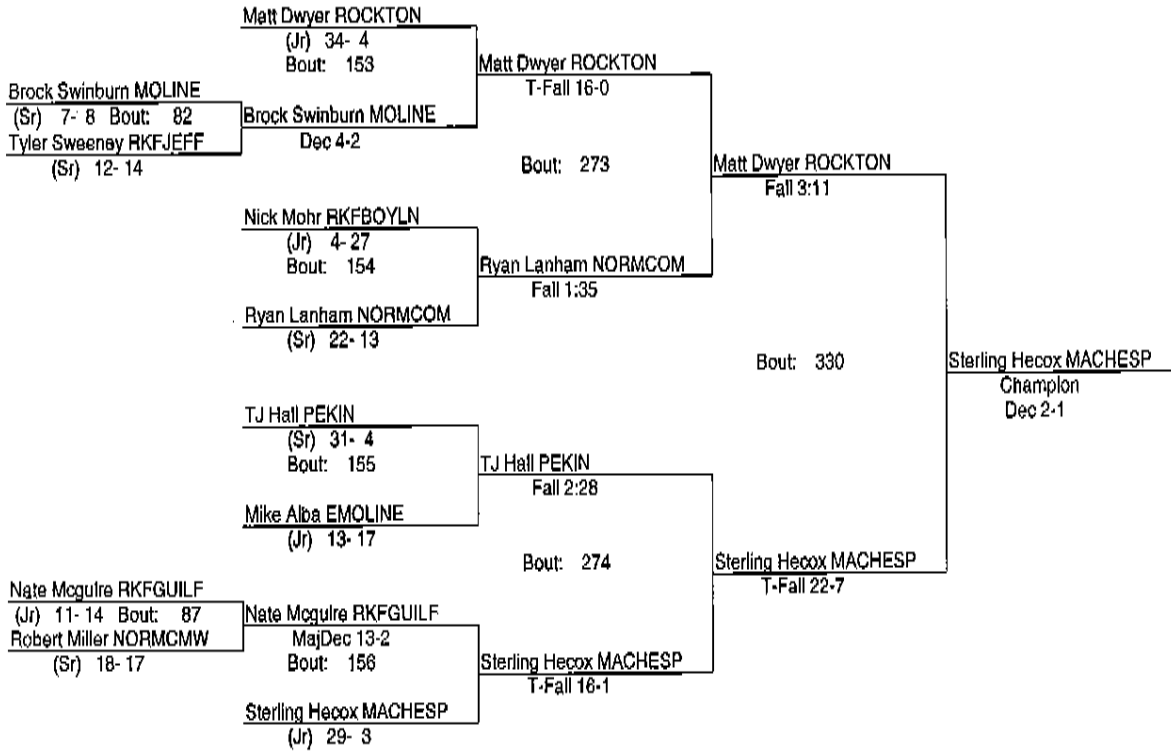 Matt Dwyer ROCKTON
(Jr) 34- 4
Bout: 153
Matt Dwyer ROCKTON
T-Fall 16-0
Brock Swinburn MOLINE
(Sr) 7- 8 Bout: 82
Brock Swinburn MOLINE
Dec 4-2
Tyler Sweeney RKFJEFF
(Sr) 12- 14
Bout: 273
Matt Dwyer ROCKTON
Fall 3:11
Nick Mohr RKFBOYLN
(Jr) 4- 27
Bout: 154
Ryan Lanham NORMCOM
Fall 1:35
Ryan Lanham NORMCOM
(Sr) 22- 13
Bout: 330
Sterling Hecox MACHESP
Champion
Dec 2-1
TJ Hall PEKIN
(Sr) 31- 4
Bout: 155
TJ Hall PEKIN
Fall 2:28
Mike Alba EMOLINE
(Jr) 13- 17
Bout: 274
Sterling Hecox MACHESP
T-Fall 22-7
Nate Mcguire RKFGUILF
(Jr) 11- 14 Bout: 87
Nate Mcguire RKFGUILF
MajDec 13-2
Bout: 156
Robert Miller NORMCMW
(Sr) 18- 17
Sterling Hecox MACHESP
T-Fall 16-1
Sterling Hecox MACHESP
(Jr) 29- 3